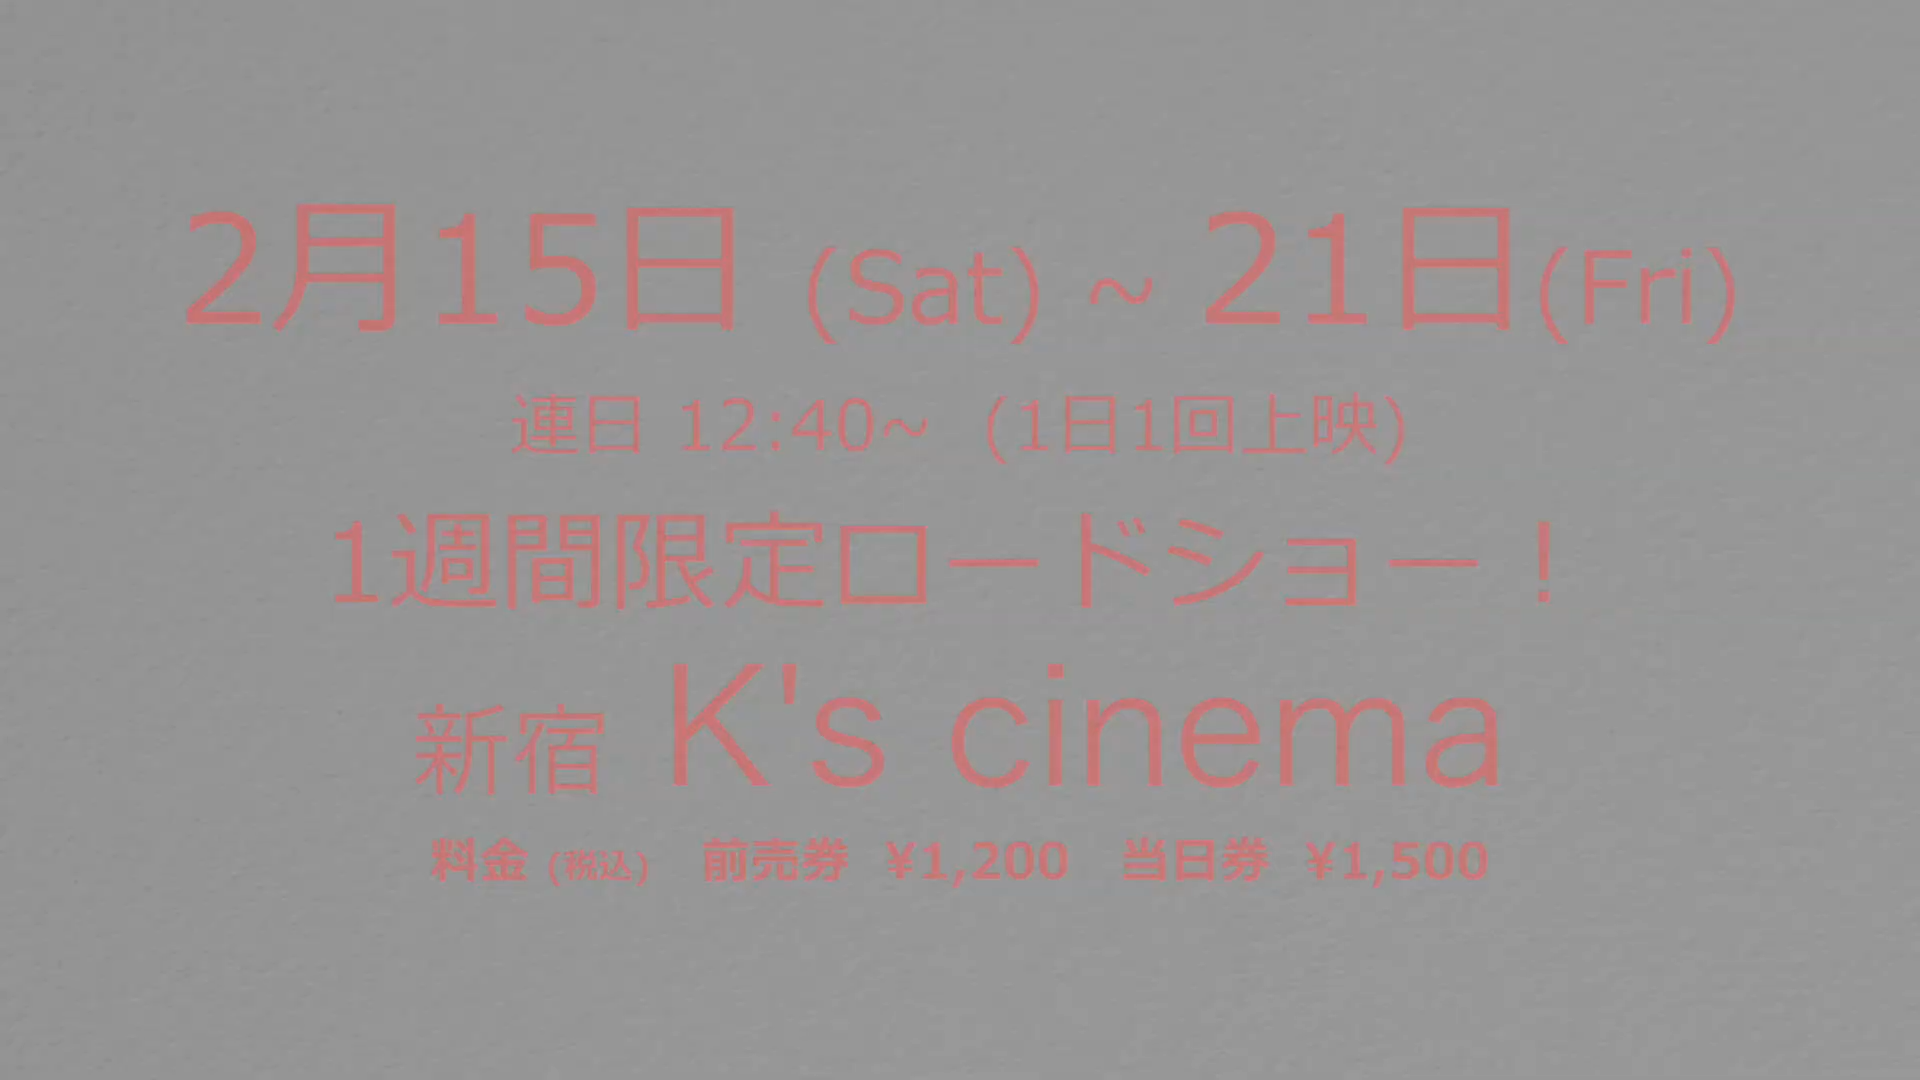 2月15日 (Sat) ~ 21日(Fri)
連日 12:40~ (1日1回上映)
1週間限定ロードショー！
新宿 K's cinema
料金 (税込) 前売券 ¥1,200 当日券 ¥1,500